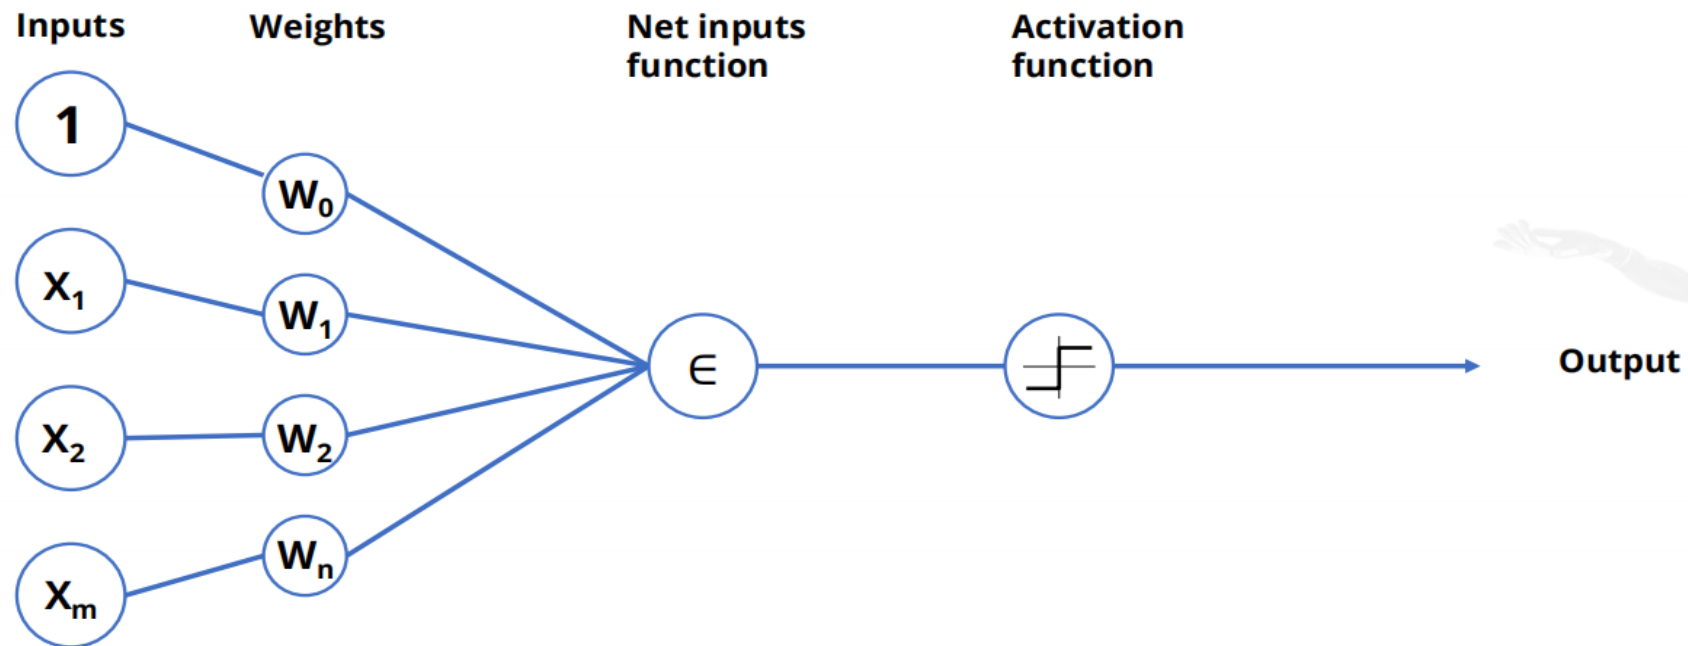 Inputs
Weights
Net inputs
function
Activation
function
1
X₁
X₂
Xₘ
W₀
W₁
W₂
Wₙ
∈
Output